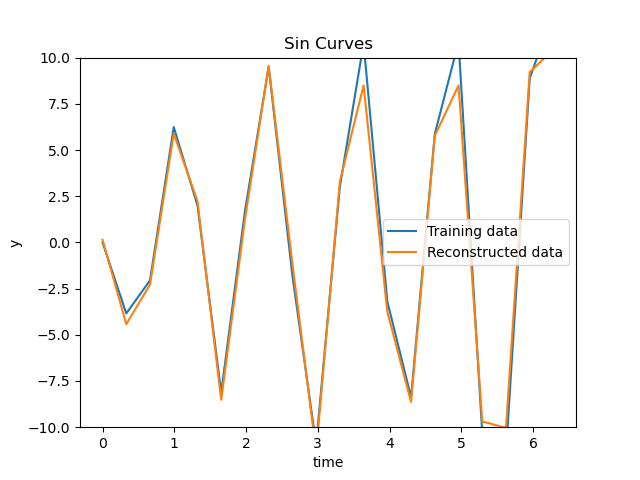 Sin Curves
10.0
7.5
5.0
2.5
0.0
−2.5
−5.0
−7.5
−10.0
y
Training data
Reconstructed data
0 1 2 3 4 5 6
time